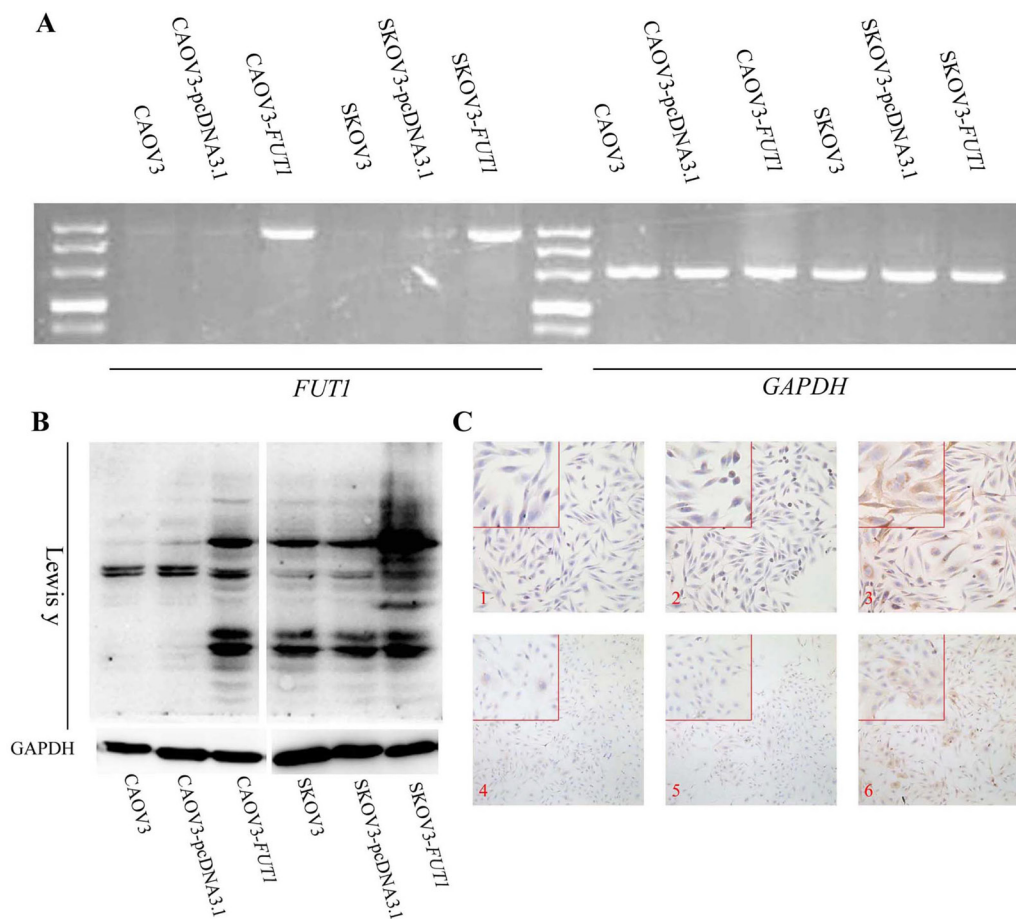 A
CAOV3
CAOV3-pcDNA3.1
CAOV3-FUT1
SKOV3
SKOV3-pcDNA3.1
SKOV3-FUT1
CAOV3
CAOV3-pcDNA3.1
CAOV3-FUT1
SKOV3
SKOV3-pcDNA3.1
SKOV3-FUT1
FUT1
GAPDH
B
Lewis y
GAPDH
CAOV3
CAOV3-pcDNA3.1
CAOV3-FUT1
SKOV3
SKOV3-pcDNA3.1
SKOV3-FUT1
C
1
2
3
4
5
6